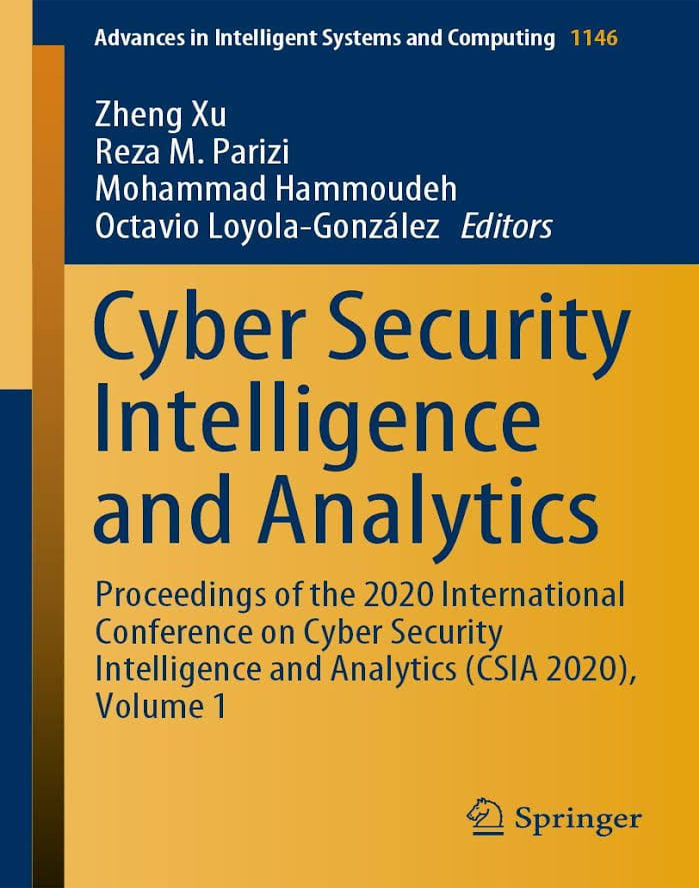 Advances in Intelligent Systems and Computing 1146
Zheng Xu
Reza M. Parizi
Mohammad Hammoudeh
Octavio Loyola-González Editors
Cyber Security
Intelligence
and Analytics
Proceedings of the 2020 International
Conference on Cyber Security
Intelligence and Analytics (CSIA 2020),
Volume 1
Springer